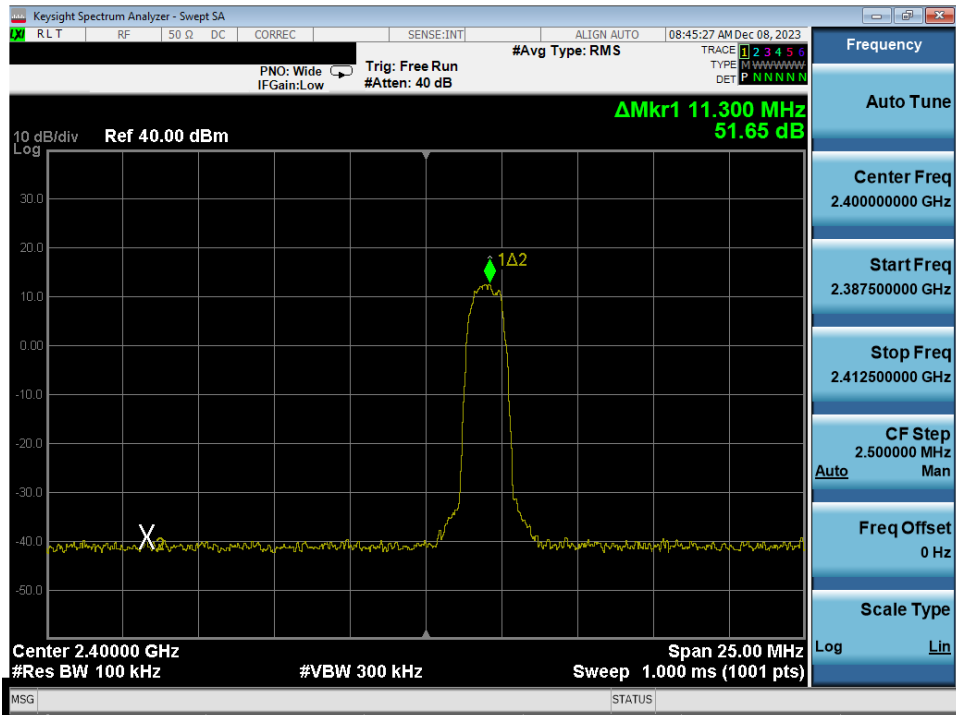 Keysight Spectrum Analyzer - Swept SA
LXI RLT RF 50 Ω DC CORREC SENSE:INT ALIGN AUTO 08:45:27 AM Dec 08, 2023
#Avg Type: RMS TRACE 1 2 3 4 5 6
PNO: Wide Trig: Free Run TYPE MWWWWW
IFGain:Low #Atten: 40 dB DET P N N N N N
ΔMkr1 11.300 MHz
51.65 dB
10 dB/div Ref 40.00 dBm
Log
30.0
20.0
1Δ2
10.0
0.00
-10.0
-20.0
-30.0
X2
-40.0
-50.0
Center 2.40000 GHz Span 25.00 MHz
#Res BW 100 kHz #VBW 300 kHz Sweep 1.000 ms (1001 pts)
MSG STATUS
Frequency
Auto Tune
Center Freq
2.400000000 GHz
Start Freq
2.387500000 GHz
Stop Freq
2.412500000 GHz
CF Step
2.500000 MHz
Auto Man
Freq Offset
0 Hz
Scale Type
Log Lin